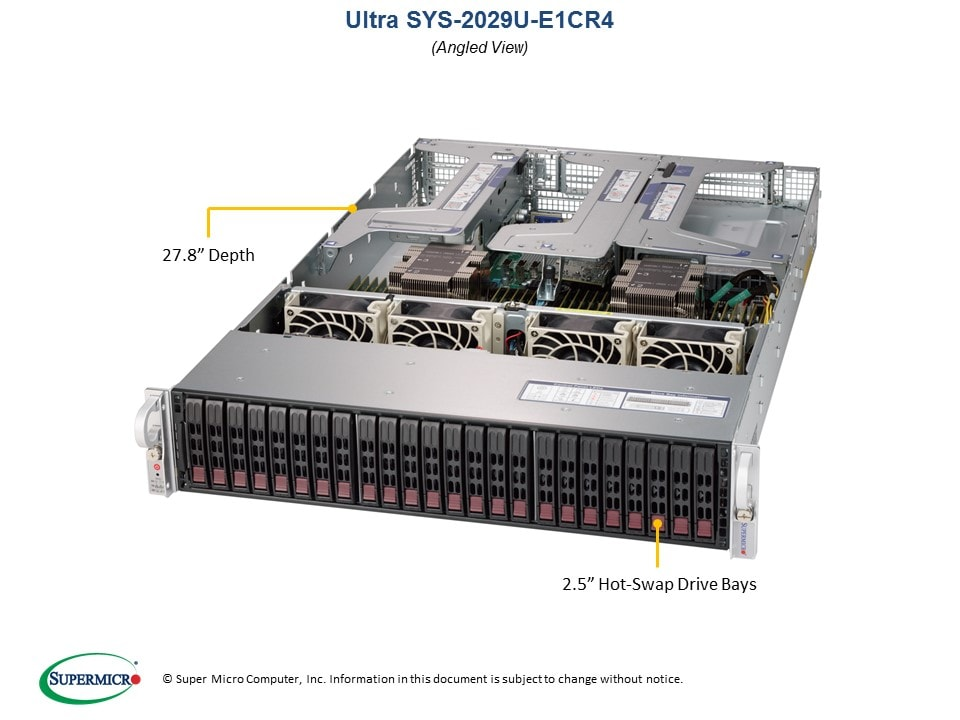 Ultra SYS-2029U-E1CR4
(Angled View)
27.8” Depth
SUPERMICRO
2.5” Hot-Swap Drive Bays
SUPERMICRO
© Super Micro Computer, Inc. Information in this document is subject to change without notice.